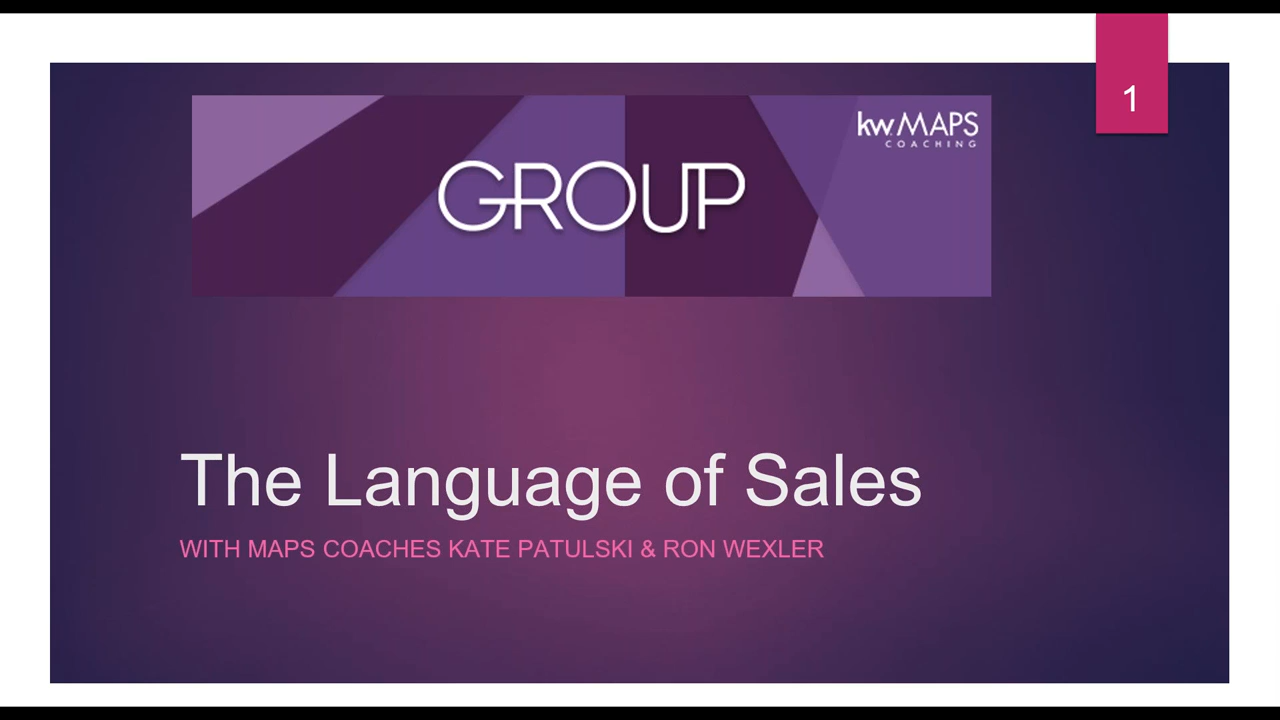 1
kw.MAPS
COACHING
GROUP
The Language of Sales
WITH MAPS COACHES KATE PATULSKI & RON WEXLER